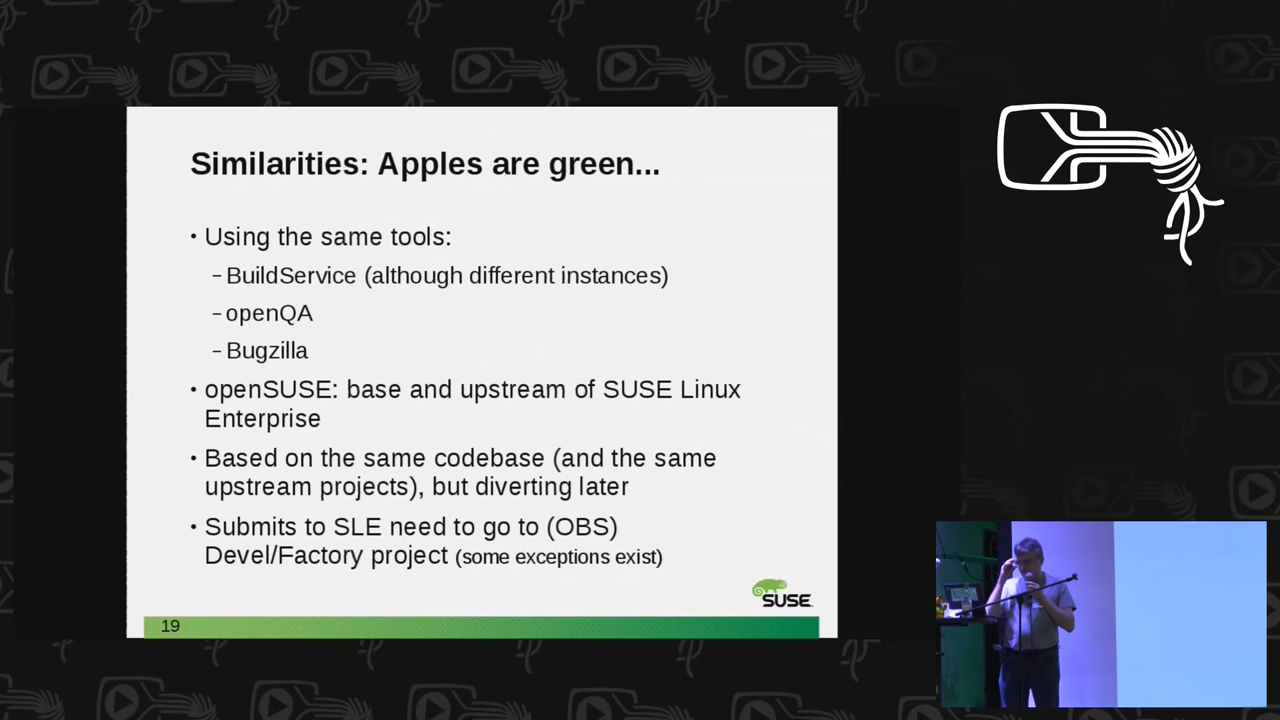 Similarities: Apples are green...
• Using the same tools:
– BuildService (although different instances)
– openQA
– Bugzilla
• openSUSE: base and upstream of SUSE Linux
Enterprise
• Based on the same codebase (and the same
upstream projects), but diverting later
• Submits to SLE need to go to (OBS)
Devel/Factory project (some exceptions exist)
SUSE
19